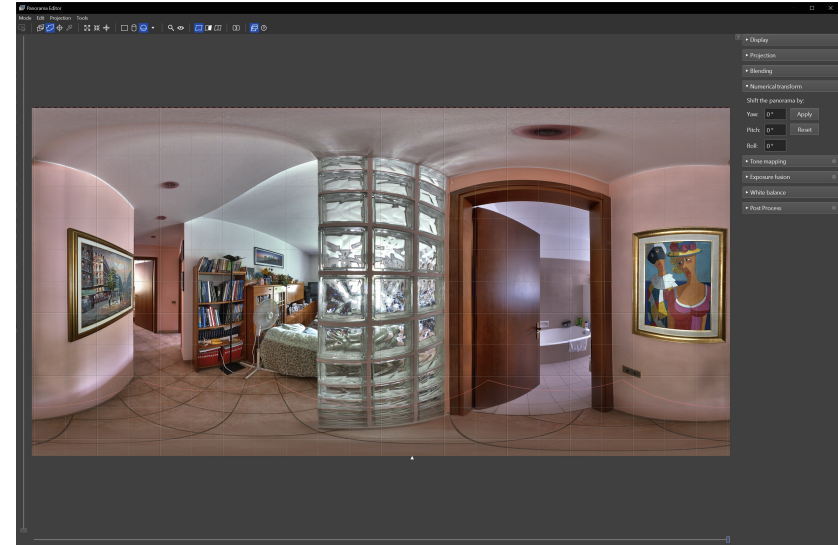 Panorama Editor
Mode Edit Projection Tools
Display
Projection
Blending
Numerical transform
Shift the panorama by:
Yaw: 0° Apply
Pitch: 0° Reset
Roll: 0°
Tone mapping
Exposure fusion
White balance
Post Process